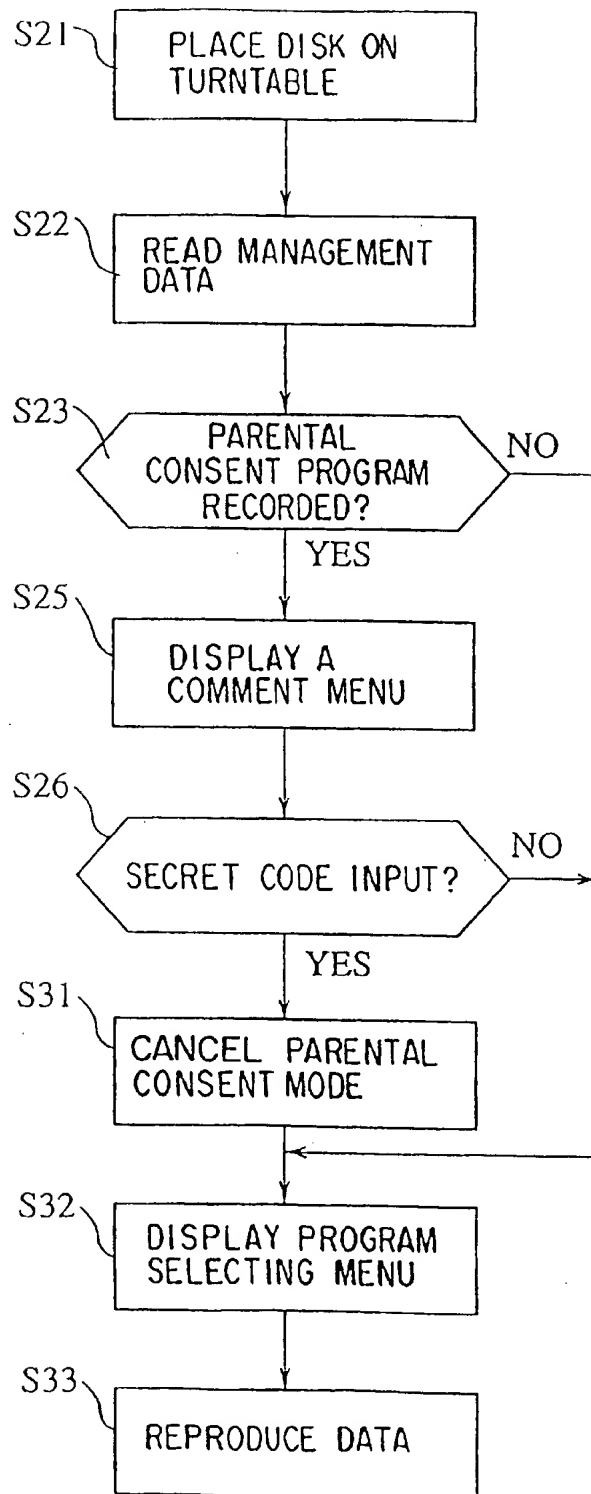 S21
PLACE DISK ON
TURNTABLE
S22
READ MANAGEMENT
DATA
S23
PARENTAL
CONSENT PROGRAM
RECORDED?
NO
YES
S25
DISPLAY A
COMMENT MENU
S26
SECRET CODE INPUT?
NO
YES
S31
CANCEL PARENTAL
CONSENT MODE
S32
DISPLAY PROGRAM
SELECTING MENU
S33
REPRODUCE DATA